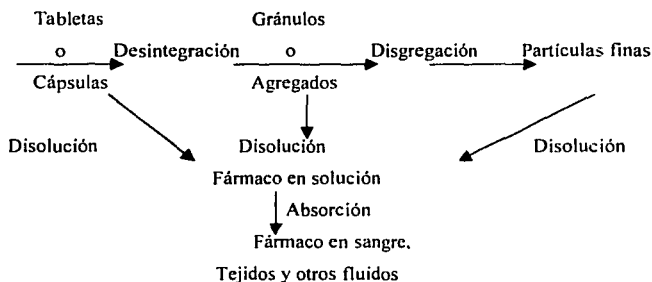 Tabletas Gránulos
o Desintegración o Disgregación Partículas finas
Cápsulas Agregados
Disolución Disolución Disolución
Fármaco en solución
Absorción
Fármaco en sangre.
Tejidos y otros fluidos